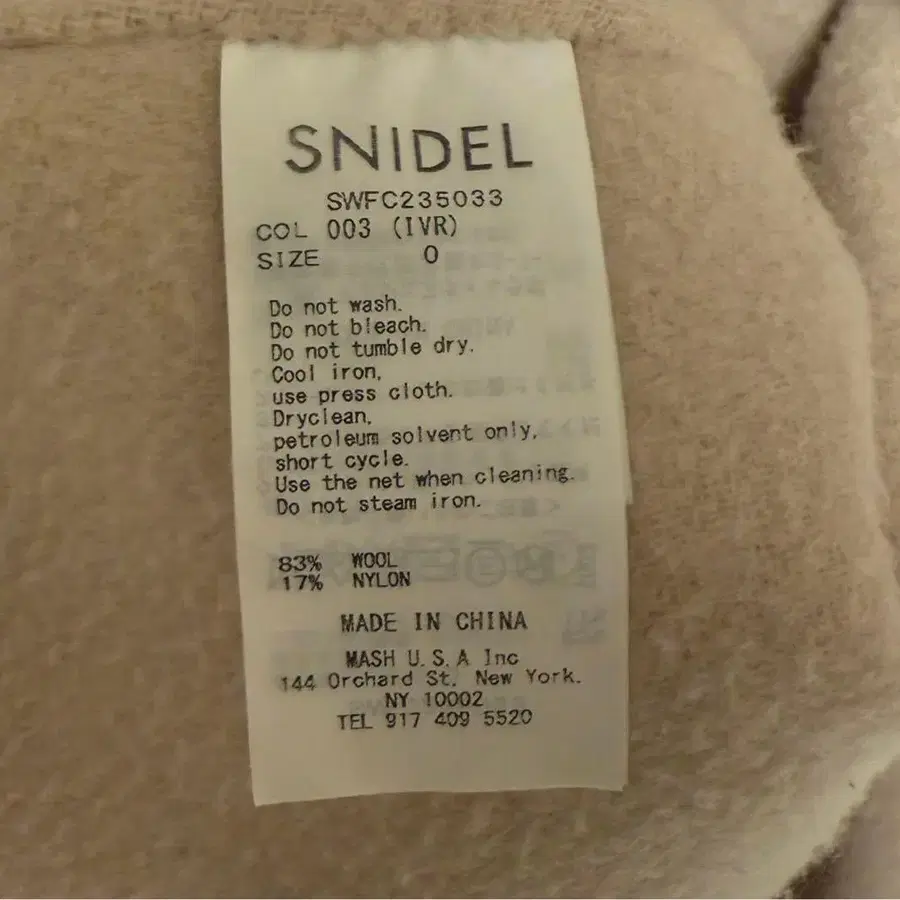 SNIDEL
SWFC235033
COL 003 (IVR)
SIZE 0
Do not wash.
Do not bleach.
Do not tumble dry.
Cool iron,
use press cloth.
Dryclean,
petroleum solvent only,
short cycle.
Use the net when cleaning.
Do not steam iron.
83% WOOL
17% NYLON
MADE IN CHINA
MASH U.S.A Inc
144 Orchard St. New York.
NY 10002
TEL 917 409 5520